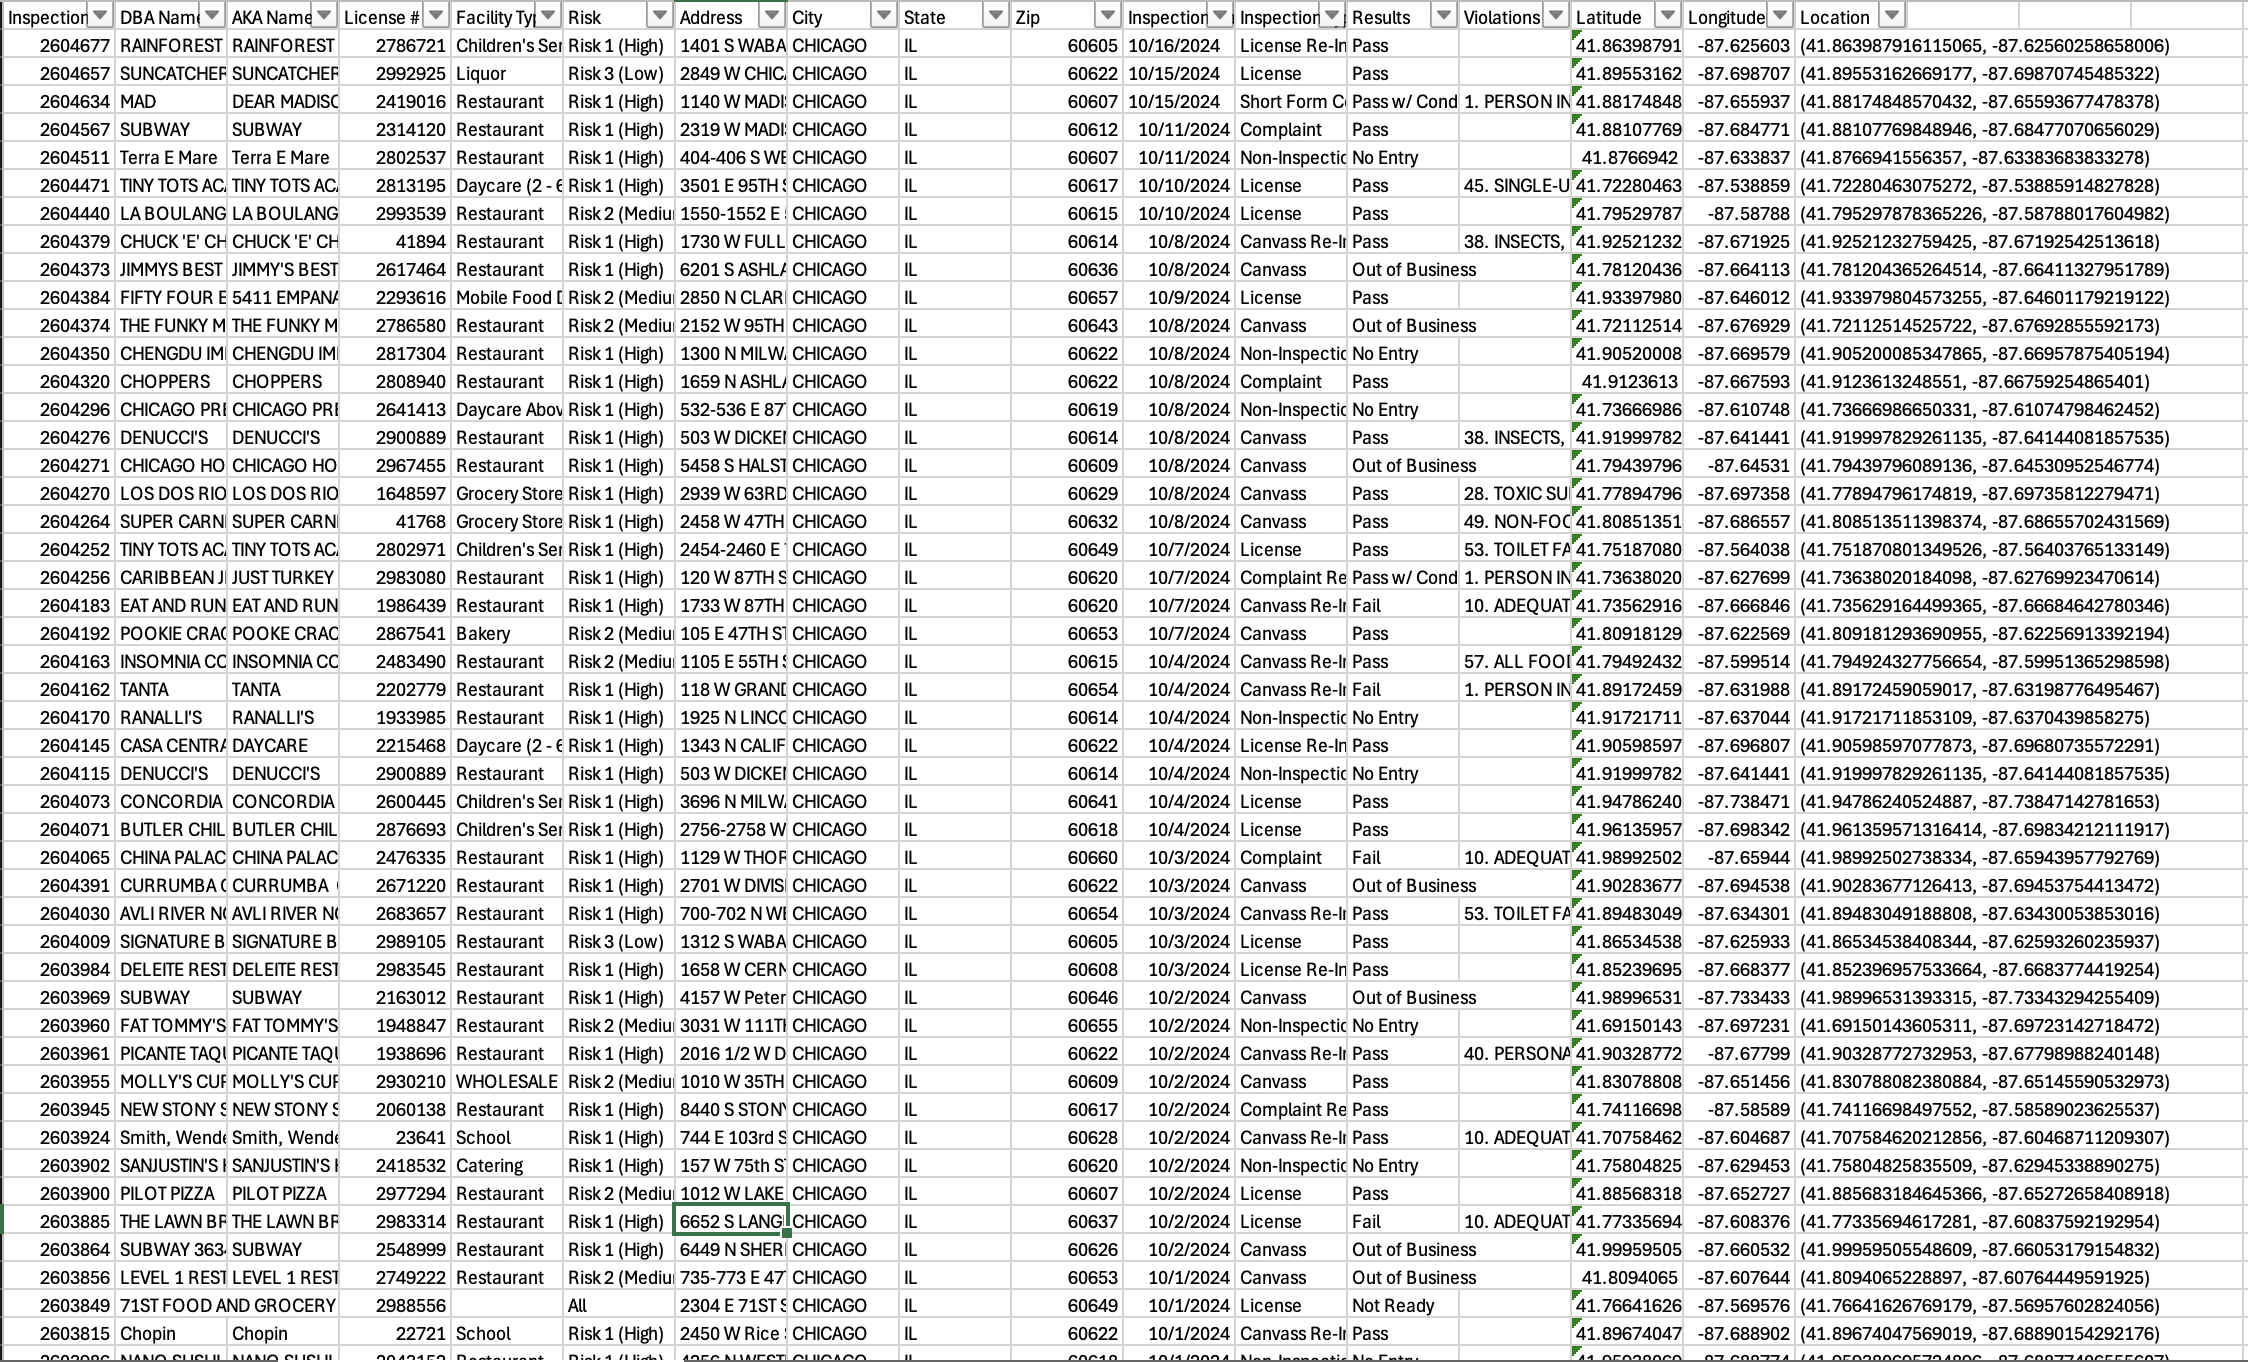 Inspection DBA Name AKA Name License # Facility Typ Risk Address City State Zip Inspection Inspection Results Violations Latitude Longitude Location
2604677 RAINFOREST RAINFOREST 2786721 Children's Ser Risk 1 (High) 1401 S WABA CHICAGO IL 60605 10/16/2024 License Re-In Pass 41.86398791 -87.625603 (41.863987916115065, -87.62560258658006)
2604657 SUNCATCHER SUNCATCHER 2992925 Liquor Risk 3 (Low) 2849 W CHIC CHICAGO IL 60622 10/15/2024 License Pass 41.89553162 -87.698707 (41.89553162669177, -87.69870745485322)
2604634 MAD DEAR MADISO 2419016 Restaurant Risk 1 (High) 1140 W MADI CHICAGO IL 60607 10/15/2024 Short Form C Pass w/ Cond 1. PERSON IN 41.88174848 -87.655937 (41.88174848570432, -87.65593677478378)
2604567 SUBWAY SUBWAY 2314120 Restaurant Risk 1 (High) 2319 W MADI CHICAGO IL 60612 10/11/2024 Complaint Pass 41.88107769 -87.684771 (41.88107769848946, -87.68477070656029)
2604511 Terra E Mare Terra E Mare 2802537 Restaurant Risk 1 (High) 404-406 S WE CHICAGO IL 60607 10/11/2024 Non-Inspectio No Entry 41.8766942 -87.633837 (41.8766941556357, -87.63383683833278)
2604471 TINY TOTS ACA TINY TOTS ACA 2813195 Daycare (2 - 6 Risk 1 (High) 3501 E 95TH S CHICAGO IL 60617 10/10/2024 License Pass 45. SINGLE-U 41.72280463 -87.538859 (41.72280463075272, -87.53885914827828)
2604440 LA BOULANG LA BOULANG 2993539 Restaurant Risk 2 (Mediu 1550-1552 E CHICAGO IL 60615 10/10/2024 License Pass 41.79529787 -87.58788 (41.795297878365226, -87.58788017604982)
2604379 CHUCK 'E' CH CHUCK 'E' CH 41894 Restaurant Risk 1 (High) 1730 W FULL CHICAGO IL 60614 10/8/2024 Canvass Re-In Pass 38. INSECTS, 41.92521232 -87.671925 (41.92521232759425, -87.67192542513618)
2604373 JIMMYS BEST JIMMY'S BEST 2617464 Restaurant Risk 1 (High) 6201 S ASHLA CHICAGO IL 60636 10/8/2024 Canvass Out of Business 41.78120436 -87.664113 (41.781204365264514, -87.66411327951789)
2604384 FIFTY FOUR E 5411 EMPANA 2293616 Mobile Food D Risk 2 (Mediu 2850 N CLAR CHICAGO IL 60657 10/9/2024 License Pass 41.93397980 -87.646012 (41.933979804573255, -87.64601179219122)
2604374 THE FUNKY M THE FUNKY M 2786580 Restaurant Risk 2 (Mediu 2152 W 95TH CHICAGO IL 60643 10/8/2024 Canvass Out of Business 41.72112514 -87.676929 (41.72112514525722, -87.67692855592173)
2604350 CHENGDU IM CHENGDU IM 2817304 Restaurant Risk 1 (High) 1300 N MILW CHICAGO IL 60622 10/8/2024 Non-Inspectio No Entry 41.90520008 -87.669579 (41.905200085347865, -87.66957875405194)
2604320 CHOPPERS CHOPPERS 2808940 Restaurant Risk 1 (High) 1659 N ASHLA CHICAGO IL 60622 10/8/2024 Complaint Pass 41.9123613 -87.667593 (41.9123613248551, -87.66759254865401)
2604296 CHICAGO PRE CHICAGO PRE 2641413 Daycare Abov Risk 1 (High) 532-536 E 87 CHICAGO IL 60619 10/8/2024 Non-Inspectio No Entry 41.73666986 -87.610748 (41.73666986650331, -87.61074798462452)
2604276 DENUCCI'S DENUCCI'S 2900889 Restaurant Risk 1 (High) 503 W DICKEN CHICAGO IL 60614 10/8/2024 Canvass Pass 38. INSECTS, 41.91999782 -87.641441 (41.919997829261135, -87.64144081857535)
2604271 CHICAGO HO CHICAGO HO 2967455 Restaurant Risk 1 (High) 5458 S HALST CHICAGO IL 60609 10/8/2024 Canvass Out of Business 41.79439796 -87.64531 (41.79439796089136, -87.64530952546774)
2604270 LOS DOS RIO LOS DOS RIO 1648597 Grocery Store Risk 1 (High) 2939 W 63RD CHICAGO IL 60629 10/8/2024 Canvass Pass 28. TOXIC SU 41.77894796 -87.697358 (41.77894796174819, -87.69735812279471)
2604264 SUPER CARNI SUPER CARNI 41768 Grocery Store Risk 1 (High) 2458 W 47TH CHICAGO IL 60632 10/8/2024 Canvass Pass 49. NON-FOO 41.80851351 -87.686557 (41.808513511398374, -87.68655702431569)
2604252 TINY TOTS ACA TINY TOTS ACA 2802971 Children's Ser Risk 1 (High) 2454-2460 E CHICAGO IL 60649 10/7/2024 License Pass 53. TOILET FA 41.75187080 -87.564038 (41.751870801349526, -87.56403765133149)
2604256 CARIBBEAN J JUST TURKEY 2983080 Restaurant Risk 1 (High) 120 W 87TH S CHICAGO IL 60620 10/7/2024 Complaint Re Pass w/ Cond 1. PERSON IN 41.73638020 -87.627699 (41.73638020184098, -87.62769923470614)
2604183 EAT AND RUN EAT AND RUN 1986439 Restaurant Risk 1 (High) 1733 W 87TH CHICAGO IL 60620 10/7/2024 Canvass Re-In Fail 10. ADEQUAT 41.73562916 -87.666846 (41.735629164499365, -87.66684642780346)
2604192 POOKIE CRAC POOKE CRAC 2867541 Bakery Risk 2 (Mediu 105 E 47TH ST CHICAGO IL 60653 10/7/2024 Canvass Pass 41.80918129 -87.622569 (41.809181293690955, -87.62256913392194)
2604163 INSOMNIA CO INSOMNIA CO 2483490 Restaurant Risk 2 (Mediu 1105 E 55TH S CHICAGO IL 60615 10/4/2024 Canvass Re-In Pass 57. ALL FOOD 41.79492432 -87.599514 (41.794924327756654, -87.59951365298598)
2604162 TANTA TANTA 2202779 Restaurant Risk 1 (High) 118 W GRAND CHICAGO IL 60654 10/4/2024 Canvass Re-In Fail 1. PERSON IN 41.89172459 -87.631988 (41.89172459059017, -87.63198776495467)
2604170 RANALLI'S RANALLI'S 1933985 Restaurant Risk 1 (High) 1925 N LINCO CHICAGO IL 60614 10/4/2024 Non-Inspectio No Entry 41.91721711 -87.637044 (41.91721711853109, -87.6370439858275)
2604145 CASA CENTRA DAYCARE 2215468 Daycare (2 - 6 Risk 1 (High) 1343 N CALIF CHICAGO IL 60622 10/4/2024 License Re-In Pass 41.90598597 -87.696807 (41.90598597077873, -87.69680735572291)
2604115 DENUCCI'S DENUCCI'S 2900889 Restaurant Risk 1 (High) 503 W DICKEN CHICAGO IL 60614 10/4/2024 Non-Inspectio No Entry 41.91999782 -87.641441 (41.919997829261135, -87.64144081857535)
2604073 CONCORDIA CONCORDIA 2600445 Children's Ser Risk 1 (High) 3696 N MILW CHICAGO IL 60641 10/4/2024 License Pass 41.94786240 -87.738471 (41.94786240524887, -87.73847142781653)
2604071 BUTLER CHIL BUTLER CHIL 2876693 Children's Ser Risk 1 (High) 2756-2758 W CHICAGO IL 60618 10/4/2024 License Pass 41.96135957 -87.698342 (41.961359571316414, -87.69834212111917)
2604065 CHINA PALAC CHINA PALAC 2476335 Restaurant Risk 1 (High) 1129 W THOR CHICAGO IL 60660 10/3/2024 Complaint Fail 10. ADEQUAT 41.98992502 -87.65944 (41.98992502738334, -87.65943957792769)
2604391 CURRUMBA C CURRUMBA 2671220 Restaurant Risk 1 (High) 2701 W DIVIS CHICAGO IL 60622 10/3/2024 Canvass Out of Business 41.90283677 -87.694538 (41.90283677126413, -87.69453754413472)
2604030 AVLI RIVER NO AVLI RIVER NO 2683657 Restaurant Risk 1 (High) 700-702 N WE CHICAGO IL 60654 10/3/2024 Canvass Re-In Pass 53. TOILET FA 41.89483049 -87.634301 (41.89483049188808, -87.63430053853016)
2604009 SIGNATURE B SIGNATURE B 2989105 Restaurant Risk 3 (Low) 1312 S WABA CHICAGO IL 60605 10/3/2024 License Pass 41.86534538 -87.625933 (41.86534538408344, -87.62593260235937)
2603984 DELEITE REST DELEITE REST 2983545 Restaurant Risk 1 (High) 1658 W CERM CHICAGO IL 60608 10/3/2024 License Re-In Pass 41.85239695 -87.668377 (41.852396957533664, -87.6683774419254)
2603969 SUBWAY SUBWAY 2163012 Restaurant Risk 1 (High) 4157 W Peter CHICAGO IL 60646 10/2/2024 Canvass Out of Business 41.98996531 -87.733433 (41.98996531393315, -87.73343294255409)
2603960 FAT TOMMY'S FAT TOMMY'S 1948847 Restaurant Risk 2 (Mediu 3031 W 111TH CHICAGO IL 60655 10/2/2024 Non-Inspectio No Entry 41.69150143 -87.697231 (41.69150143605311, -87.69723142718472)
2603961 PICANTE TAQU PICANTE TAQU 1938696 Restaurant Risk 1 (High) 2016 1/2 W D CHICAGO IL 60622 10/2/2024 Canvass Re-In Pass 40. PERSONA 41.90328772 -87.67799 (41.90328772732953, -87.67798988240148)
2603955 MOLLY'S CUP MOLLY'S CUP 2930210 WHOLESALE Risk 2 (Mediu 1010 W 35TH CHICAGO IL 60609 10/2/2024 Canvass Pass 41.83078808 -87.651456 (41.830788082380884, -87.65145590532973)
2603945 NEW STONY S NEW STONY S 2060138 Restaurant Risk 1 (High) 8440 S STONY CHICAGO IL 60617 10/2/2024 Complaint Re Pass 41.74116698 -87.58589 (41.74116698497552, -87.58589023625537)
2603924 Smith, Wende Smith, Wende 23641 School Risk 1 (High) 744 E 103rd S CHICAGO IL 60628 10/2/2024 Canvass Re-In Pass 10. ADEQUAT 41.70758462 -87.604687 (41.707584620212856, -87.60468711209307)
2603902 SANJUSTIN'S SANJUSTIN'S 2418532 Catering Risk 1 (High) 157 W 75th ST CHICAGO IL 60620 10/2/2024 Non-Inspectio No Entry 41.75804825 -87.629453 (41.75804825835509, -87.62945338890275)
2603900 PILOT PIZZA PILOT PIZZA 2977294 Restaurant Risk 2 (Mediu 1012 W LAKE CHICAGO IL 60607 10/2/2024 License Pass 41.88568318 -87.652727 (41.885683184645366, -87.65272658408918)
2603885 THE LAWN BR THE LAWN BR 2983314 Restaurant Risk 1 (High) 6652 S LANG CHICAGO IL 60637 10/2/2024 License Fail 10. ADEQUAT 41.77335694 -87.608376 (41.77335694617281, -87.60837592192954)
2603864 SUBWAY 3634 SUBWAY 2548999 Restaurant Risk 1 (High) 6449 N SHER CHICAGO IL 60626 10/2/2024 Canvass Out of Business 41.99959505 -87.660532 (41.99959505548609, -87.66053179154832)
2603856 LEVEL 1 REST LEVEL 1 REST 2749222 Restaurant Risk 2 (Mediu 735-773 E 47 CHICAGO IL 60653 10/1/2024 Canvass Out of Business 41.8094065 -87.607644 (41.8094065228897, -87.60764449591925)
2603849 71ST FOOD AND GROCERY 2988556 All 2304 E 71ST S CHICAGO IL 60649 10/1/2024 License Not Ready 41.76641626 -87.569576 (41.76641626769179, -87.56957602824056)
2603815 Chopin Chopin 22721 School Risk 1 (High) 2450 W Rice CHICAGO IL 60622 10/1/2024 Canvass Re-In Pass 41.89674047 -87.688902 (41.89674047569019, -87.68890154292176)